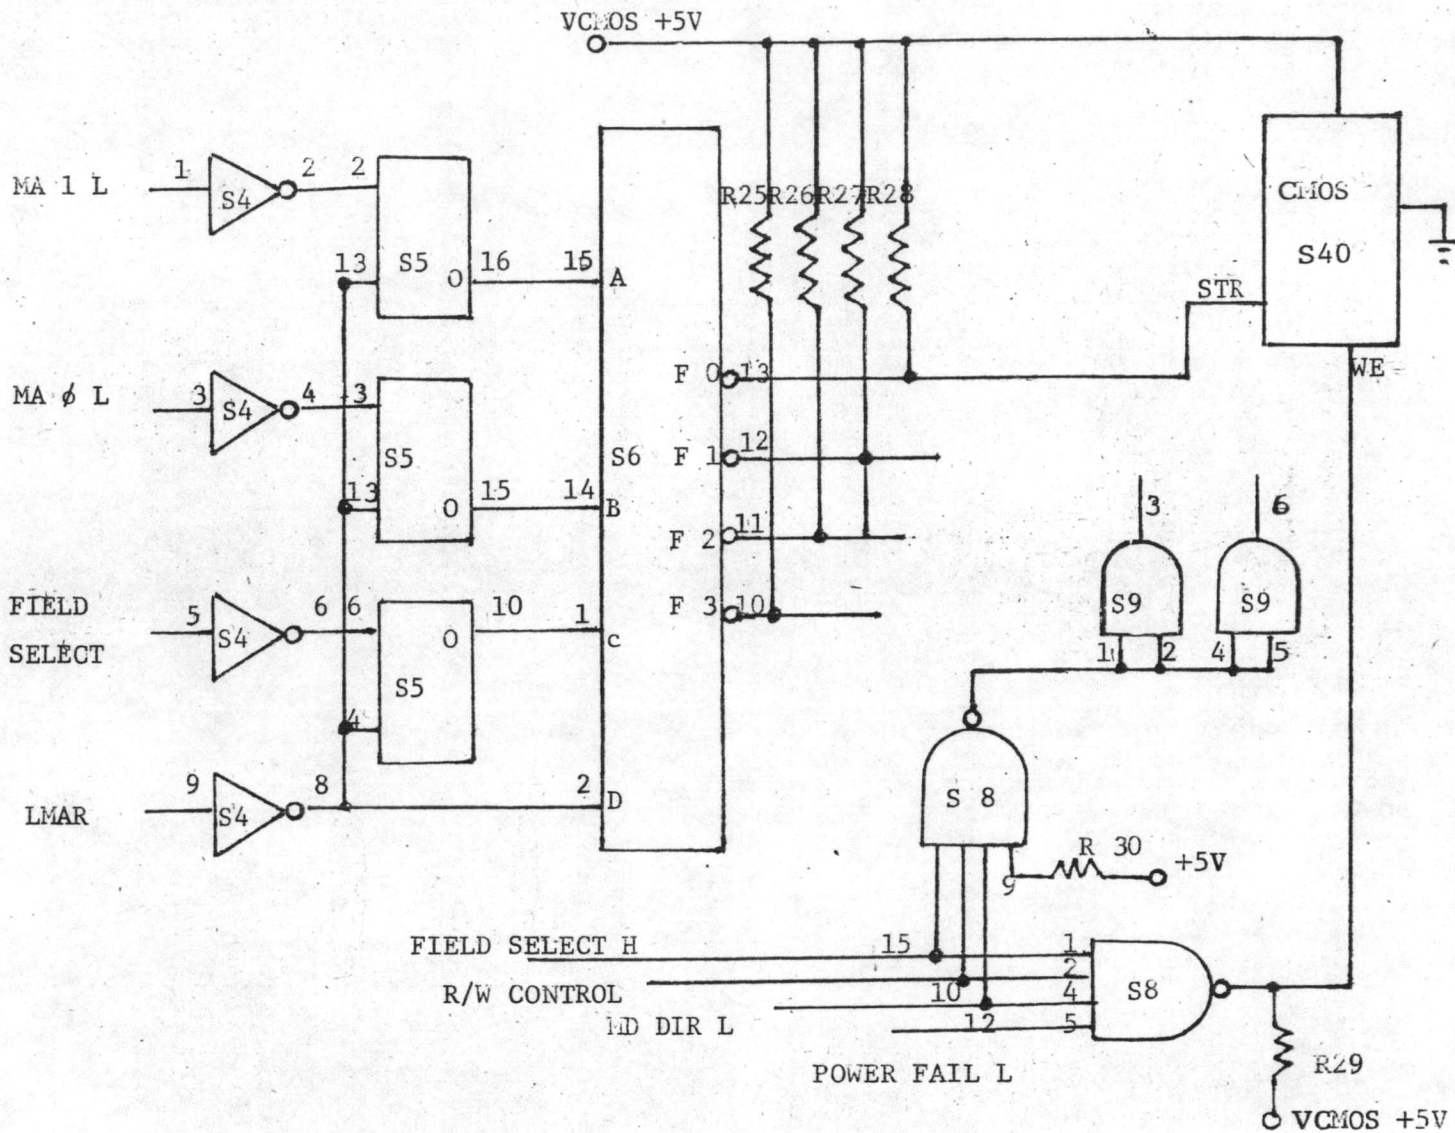 VCMOS +5V
MA 1 L
1
S4
2
2
13
S5
O
16
15
A
R25
R26
R27
R28
CMOS
S40
STR
WE
MA ϕ L
3
S4
4
3
S5
13
O
15
14
B
S6
F 0
13
F 1
12
F 2
11
F 3
10
FIELD
SELECT
5
S4
6
6
O
10
1
c
S5
4
3
S9
1
2
6
S9
4
5
LMAR
9
S4
8
2
D
S 8
9
R 30
+5V
FIELD SELECT H
15
1
R/W CONTROL
10
2
MD DIR L
12
4
POWER FAIL L
5
S8
R29
VCMOS +5V